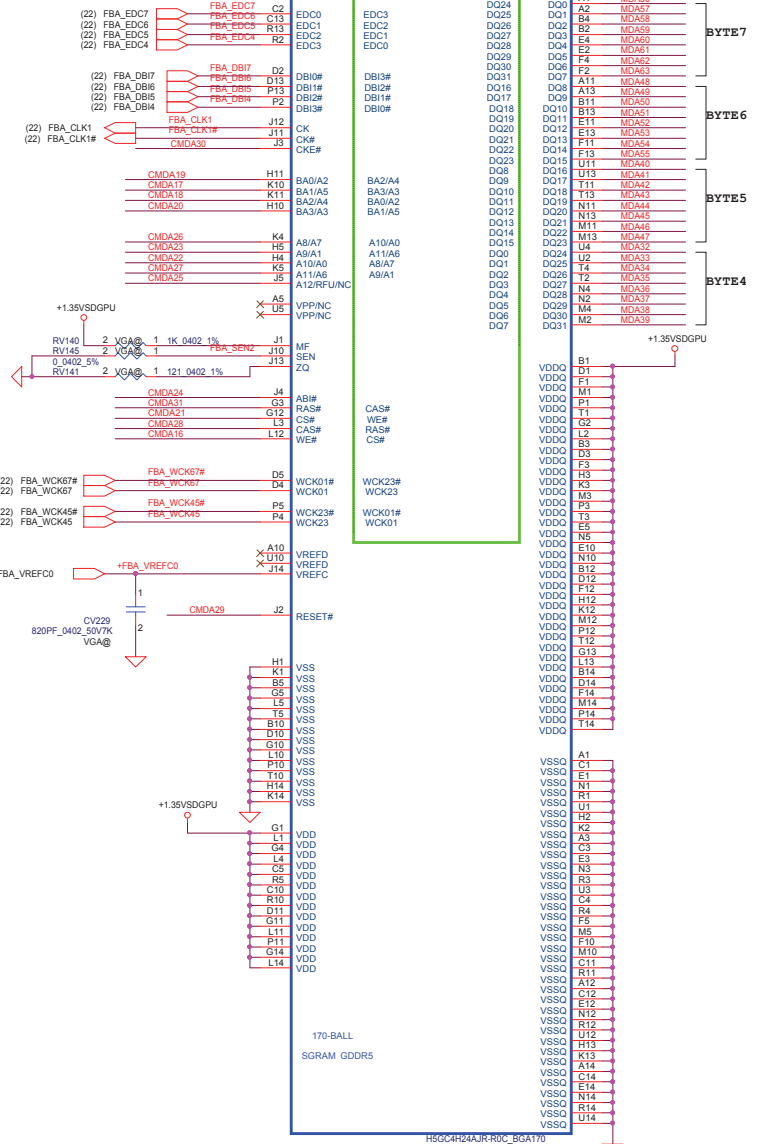 (22) FBA_EDC7 FBA_EDC7 C2 EDC0 EDC3
(22) FBA_EDC6 FBA_EDC6 C13 EDC1 EDC2
(22) FBA_EDC5 FBA_EDC5 R13 EDC2 EDC1
(22) FBA_EDC4 FBA_EDC4 R2 EDC3 EDC0
(22) FBA_DBI7 FBA_DBI7 D2 DBI0# DBI3#
(22) FBA_DBI6 FBA_DBI6 D13 DBI1# DBI2#
(22) FBA_DBI5 FBA_DBI5 P13 DBI2# DBI1#
(22) FBA_DBI4 FBA_DBI4 P2 DBI3# DBI0#
(22) FBA_CLK1 FBA_CLK1 J12 CK
(22) FBA_CLK1# FBA_CLK1# J11 CK#
CMDA30 J3 CKE#
CMDA19 H11 BA0/A2 BA2/A4
CMDA17 K10 BA1/A5 BA3/A3
CMDA18 K11 BA2/A4 BA0/A2
CMDA20 H10 BA3/A3 BA1/A5
CMDA26 K4 A8/A7 A10/A0
CMDA23 H5 A9/A1 A11/A6
CMDA22 H4 A10/A0 A8/A7
CMDA27 K5 A11/A6 A9/A1
CMDA25 J5 A12/RFU/NC
A5 VPP/NC
U5 VPP/NC
+1.35VSDGPU
RV140 2 VGA@ 1 1K_0402_1% J1 MF
RV145 2 VGA@ 1 FBA_SEN2 J10 SEN
0_0402_5%
RV141 2 VGA@ 1 121_0402_1% J13 ZQ
CMDA24 J4 ABI#
CMDA31 G3 RAS# CAS#
CMDA21 G12 CS# WE#
CMDA28 L3 CAS# RAS#
CMDA16 L12 WE# CS#
22) FBA_WCK67# FBA_WCK67# D5 WCK01# WCK23#
22) FBA_WCK67 FBA_WCK67 D4 WCK01 WCK23
22) FBA_WCK45# FBA_WCK45# P5 WCK23# WCK01#
22) FBA_WCK45 FBA_WCK45 P4 WCK23 WCK01
A10 VREFD
U10 VREFD
FBA_VREFC0 +FBA_VREFC0 J14 VREFC
1
CV229
820PF_0402_50V7K 2
VGA@
CMDA29 J2 RESET#
H1 VSS
K1 VSS
B5 VSS
G5 VSS
L5 VSS
T5 VSS
B10 VSS
D10 VSS
G10 VSS
L10 VSS
P10 VSS
T10 VSS
H14 VSS
K14 VSS
+1.35VSDGPU
G1 VDD
L1 VDD
G4 VDD
L4 VDD
C5 VDD
R5 VDD
C10 VDD
R10 VDD
D11 VDD
G11 VDD
L11 VDD
P11 VDD
G14 VDD
L14 VDD
170-BALL
SGRAM GDDR5
DQ24 DQ0
DQ25 DQ1 A2 MDA57
DQ26 DQ2 B4 MDA58
DQ27 DQ3 B2 MDA59
DQ28 DQ4 E4 MDA60
DQ29 DQ5 E2 MDA61
DQ30 DQ6 F4 MDA62
DQ31 DQ7 F2 MDA63
BYTE7
DQ16 DQ8 A11 MDA48
DQ17 DQ9 A13 MDA49
DQ18 DQ10 B11 MDA50
DQ19 DQ11 B13 MDA51
DQ20 DQ12 E11 MDA52
DQ21 DQ13 E13 MDA53
DQ22 DQ14 F11 MDA54
DQ23 DQ15 F13 MDA55
BYTE6
DQ8 DQ16 U11 MDA40
DQ9 DQ17 U13 MDA41
DQ10 DQ18 T11 MDA42
DQ11 DQ19 T13 MDA43
DQ12 DQ20 N11 MDA44
DQ13 DQ21 N13 MDA45
DQ14 DQ22 M11 MDA46
DQ15 DQ23 M13 MDA47
BYTE5
DQ0 DQ24 U4 MDA32
DQ1 DQ25 U2 MDA33
DQ2 DQ26 T4 MDA34
DQ3 DQ27 T2 MDA35
DQ4 DQ28 N4 MDA36
DQ5 DQ29 N2 MDA37
DQ6 DQ30 M4 MDA38
DQ7 DQ31 M2 MDA39
BYTE4
+1.35VSDGPU
VDDQ B1
VDDQ D1
VDDQ F1
VDDQ M1
VDDQ P1
VDDQ T1
VDDQ G2
VDDQ L2
VDDQ B3
VDDQ D3
VDDQ F3
VDDQ H3
VDDQ K3
VDDQ M3
VDDQ P3
VDDQ T3
VDDQ E5
VDDQ N5
VDDQ E10
VDDQ N10
VDDQ B12
VDDQ D12
VDDQ F12
VDDQ H12
VDDQ K12
VDDQ M12
VDDQ P12
VDDQ T12
VDDQ G13
VDDQ L13
VDDQ B14
VDDQ D14
VDDQ F14
VDDQ M14
VDDQ P14
VDDQ T14
VSSQ A1
VSSQ C1
VSSQ E1
VSSQ N1
VSSQ R1
VSSQ U1
VSSQ H2
VSSQ K2
VSSQ A3
VSSQ C3
VSSQ E3
VSSQ N3
VSSQ R3
VSSQ U3
VSSQ C4
VSSQ R4
VSSQ F5
VSSQ M5
VSSQ F10
VSSQ M10
VSSQ C11
VSSQ R11
VSSQ A12
VSSQ C12
VSSQ E12
VSSQ N12
VSSQ R12
VSSQ U12
VSSQ H13
VSSQ K13
VSSQ A14
VSSQ C14
VSSQ E14
VSSQ N14
VSSQ R14
VSSQ U14
H5GC4H24AJR-R0C_BGA170